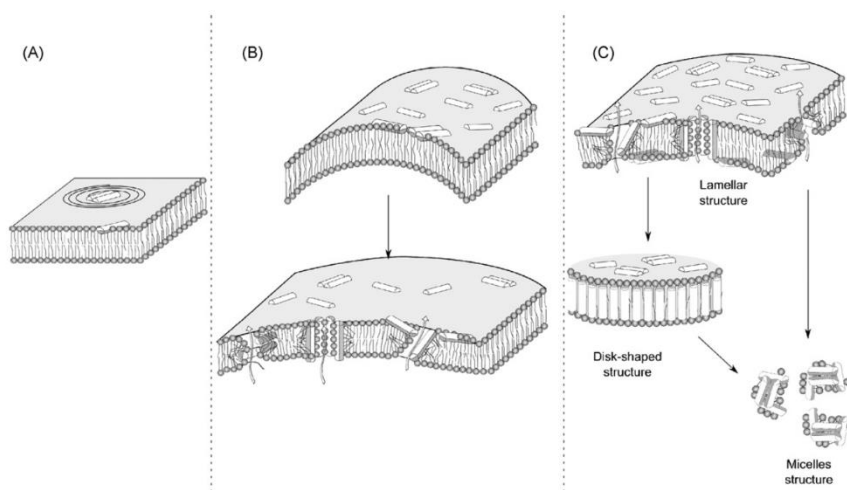 (A)
(B)
(C)
Lamellar
structure
Disk-shaped
structure
Micelles
structure